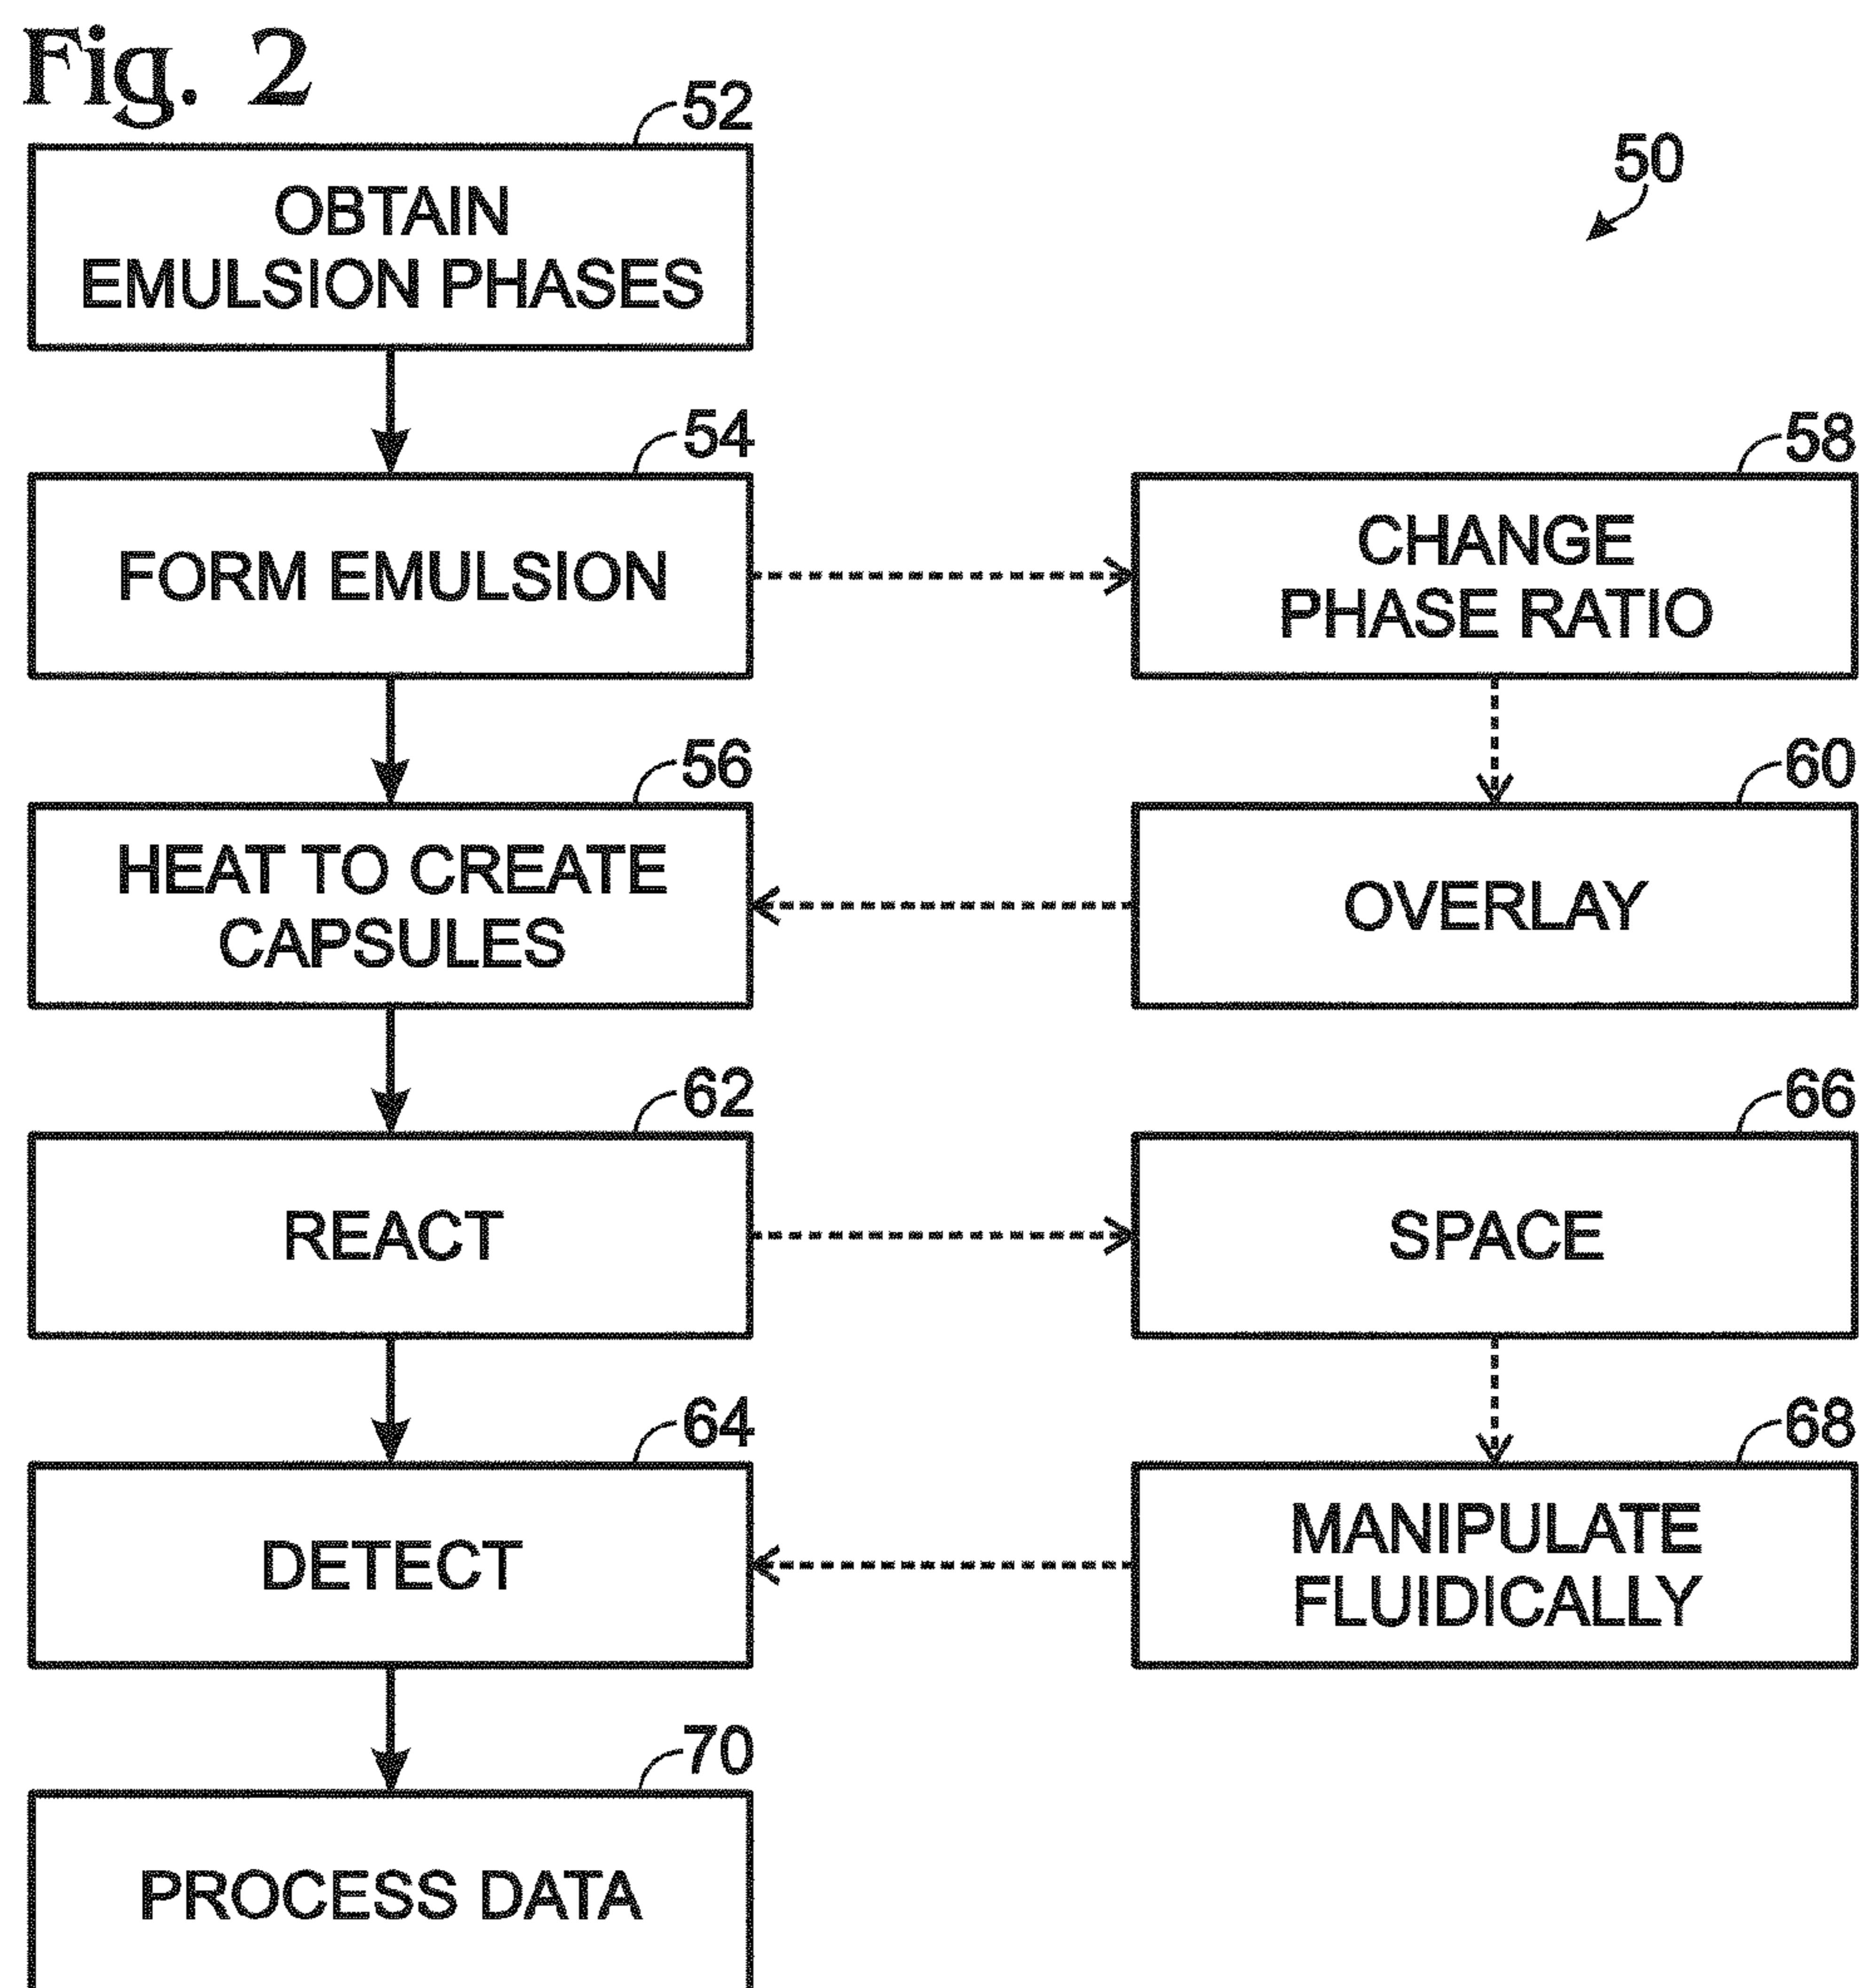 Fig. 2
52
50
OBTAIN
EMULSION PHASES
54
58
FORM EMULSION
CHANGE
PHASE RATIO
56
60
HEAT TO CREATE
CAPSULES
OVERLAY
62
66
REACT
SPACE
64
68
DETECT
MANIPULATE
FLUIDICALLY
70
PROCESS DATA